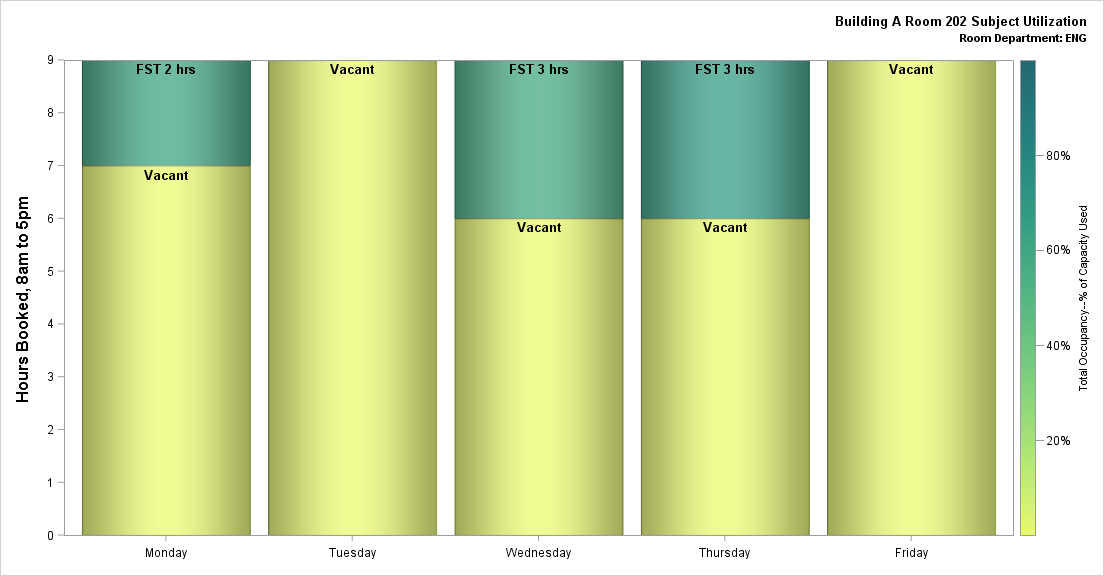 Building A Room 202 Subject Utilization
Room Department: ENG
Hours Booked, 8am to 5pm
9
8
7
6
5
4
3
2
1
0
FST 2 hrs
Vacant
Vacant
FST 3 hrs
Vacant
FST 3 hrs
Vacant
Vacant
Monday
Tuesday
Wednesday
Thursday
Friday
80%
60%
40%
20%
Total Occupancy--% of Capacity Used